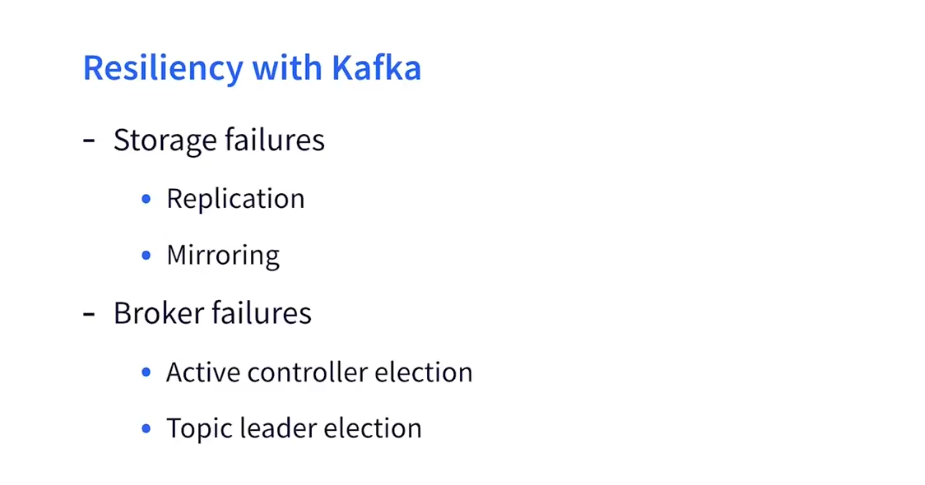 Resiliency with Kafka
- Storage failures
• Replication
• Mirroring
- Broker failures
• Active controller election
• Topic leader election